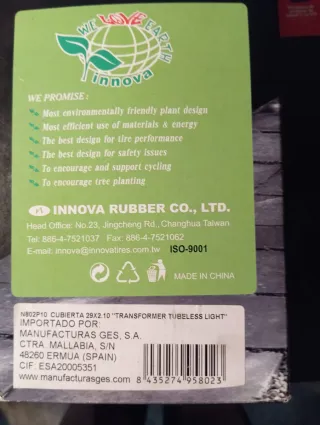 WE LOVE EARTH
innova
WE PROMISE :
Most environmentally friendly plant design
Most efficient use of materials & energy
The best design for tire performance
The best design for safety issues
To encourage and support cycling
To encourage tree planting
INNOVA RUBBER CO., LTD.
Head Office: No.23, Jingcheng Rd., Changhua Taiwan
Tel: 886-4-7521037 Fax: 886-4-7521062
E-mail: innova@innovatires.com.tw ISO-9001
MADE IN CHINA
N802P10 CUBIERTA 29X2.10 "TRANSFORMER TUBELESS LIGHT"
IMPORTADO POR:
MANUFACTURAS GES, S.A.
CTRA. MALLABIA, S/N
48260 ERMUA (SPAIN)
CIF: ESA20005351
www.manufacturasges.com
8 435274 958023